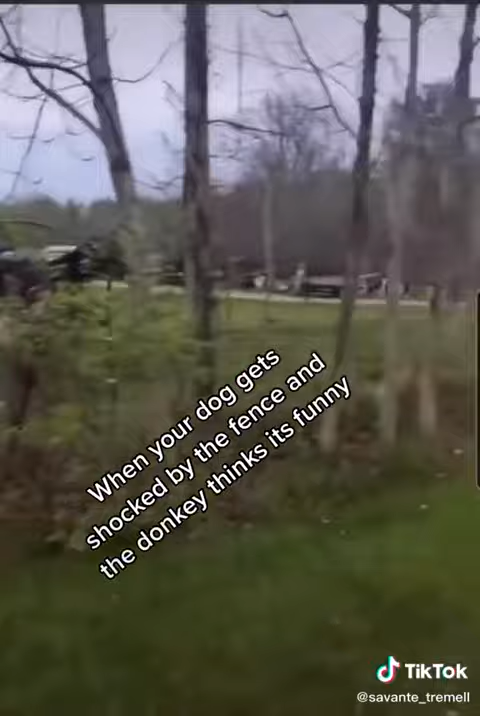 When your dog gets
shocked by the fence and
the donkey thinks its funny
TikTok
@savante_tremell